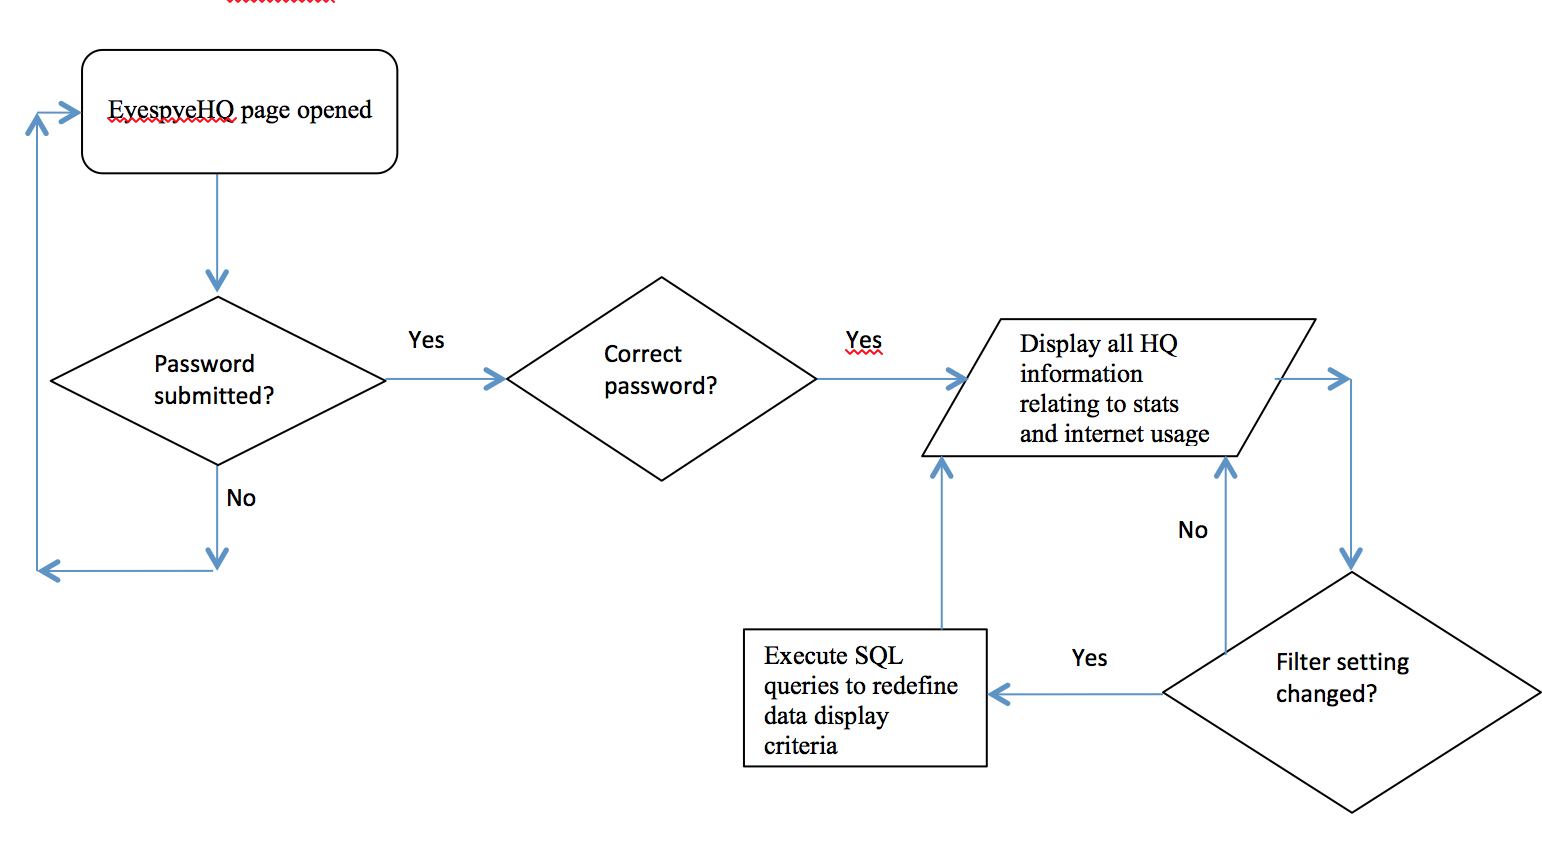 EyespyeHQ page opened
Password
submitted?
Yes
No
Correct
password?
Yes
Display all HQ
information
relating to stats
and internet usage
No
Filter setting
changed?
Yes
Execute SQL
queries to redefine
data display
criteria